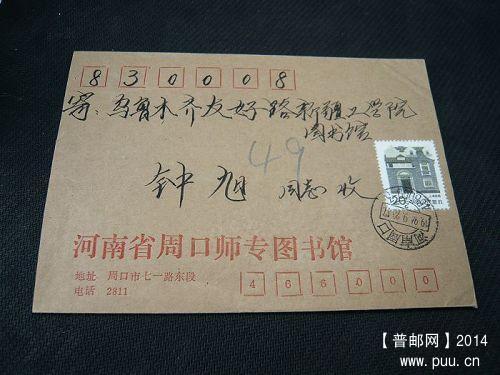 830008
寄：乌鲁木齐友好路新疆工学院
图书馆
49
钟旭 同志 收
河南省周口师专图书馆
地址 周口市七一路东段
电话 2811
466000
【普邮网】2014
www.puu.cn